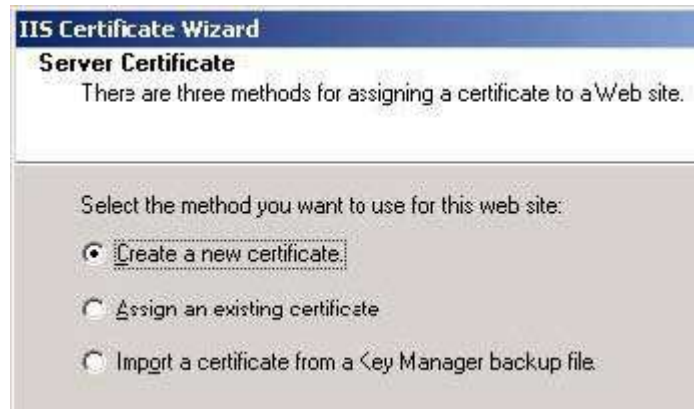 IIS Certificate Wizard
Server Certificate
There are three methods for assigning a certificate to a Web site.
Select the method you want to use for this web site:
Create a new certificate.
Assign an existing certificate
Import a certificate from a Key Manager backup file.